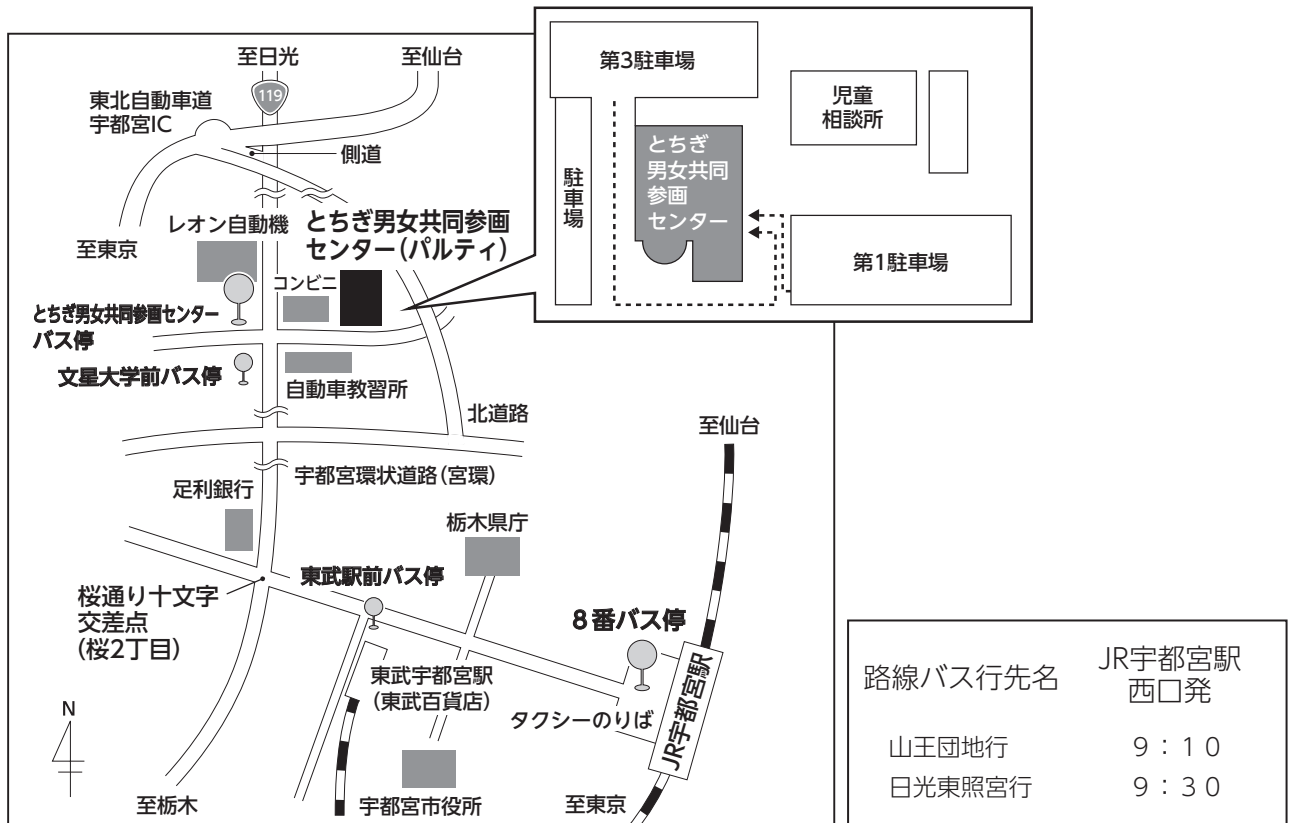 至日光
至仙台
119
東北自動車道
宇都宮IC
側道
レオン自動機
とちぎ男女共同参画
センター(パルティ)
至東京
コンビニ
とちぎ男女共同参画センター
バス停
文星大学前バス停
自動車教習所
北道路
宇都宮環状道路(宮環)
足利銀行
栃木県庁
至仙台
桜通り十文字
交差点
(桜2丁目)
東武駅前バス停
8番バス停
東武宇都宮駅
(東武百貨店)
タクシーのりば
JR宇都宮駅
N
至栃木
宇都宮市役所
至東京
第3駐車場
児童
相談所
とちぎ
男女共同
参画
センター
駐車場
第1駐車場
路線バス行先名
JR宇都宮駅
西口発
山王団地行 9:10
日光東照宮行 9:30